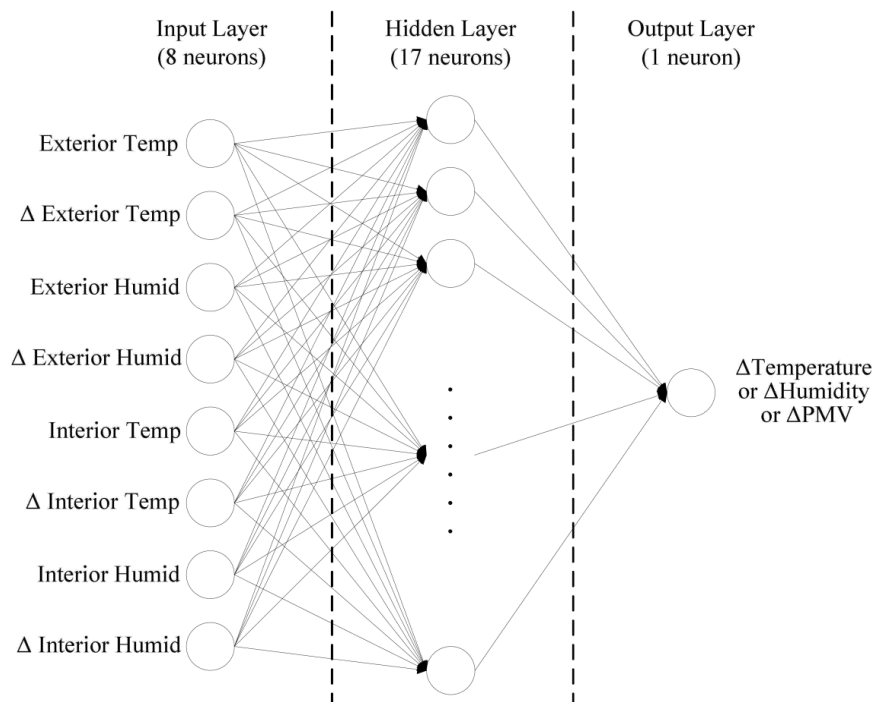 Input Layer
(8 neurons)
Hidden Layer
(17 neurons)
Output Layer
(1 neuron)
Exterior Temp
Δ Exterior Temp
Exterior Humid
Δ Exterior Humid
Interior Temp
Δ Interior Temp
Interior Humid
Δ Interior Humid
ΔTemperature
or ΔHumidity
or ΔPMV